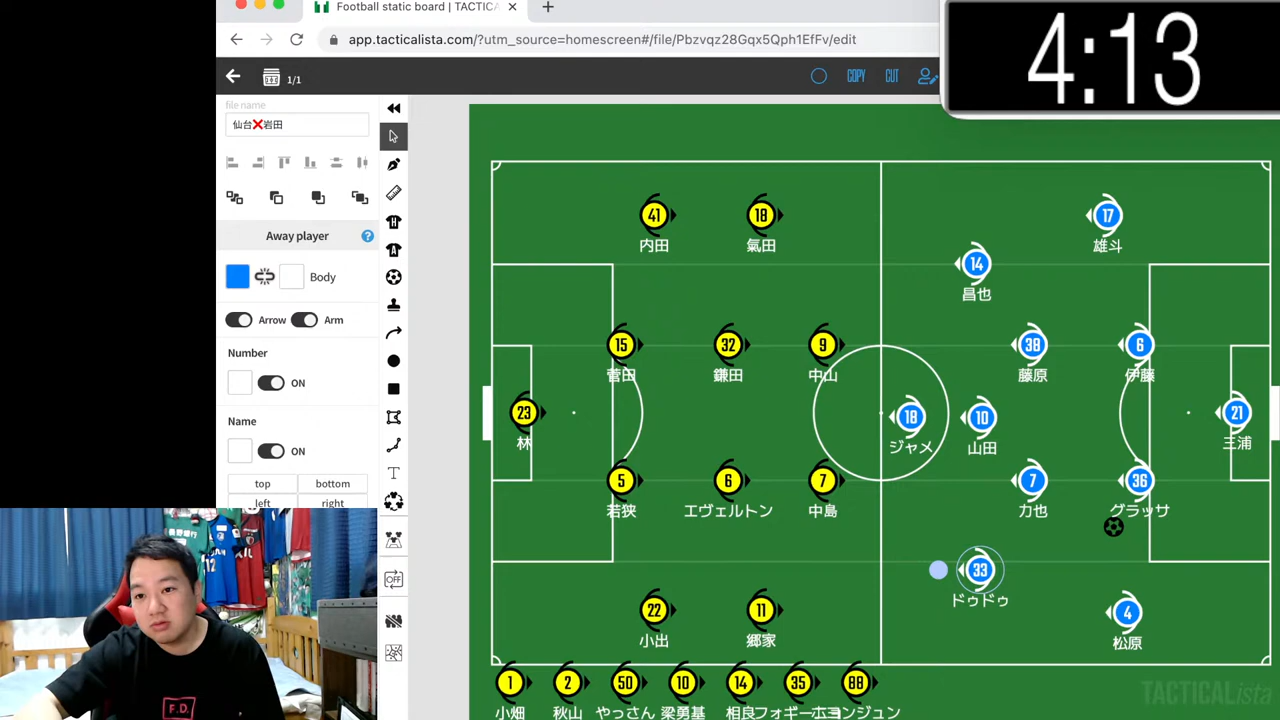 Football static board | TACTICA
4:13
app.tacticalista.com/?utm_source=homescreen#/file/Pbzvqz28Gqx5Qph1EfFv/edit
1/1
COPY
CUT
file name
仙台❌岩田
Away player
?
Body
Arrow
Arm
Number
ON
Name
ON
top
bottom
left
right
H
A
T
OFF
41
内田
18
氣田
17
雄斗
14
昌也
15
菅田
32
鎌田
9
中山
38
藤原
6
伊藤
23
林
18
ジャメ
10
山田
21
三浦
5
若狭
6
エヴェルトン
7
中島
7
力也
36
グラッサ
33
ドゥドゥ
22
小出
11
郷家
4
松原
1
小畑
2
秋山
50
やっさん
10
梁勇基
14
相良
35
フォギーホヨ
88
ヨンジュン
TACTICALista
F.D.
12